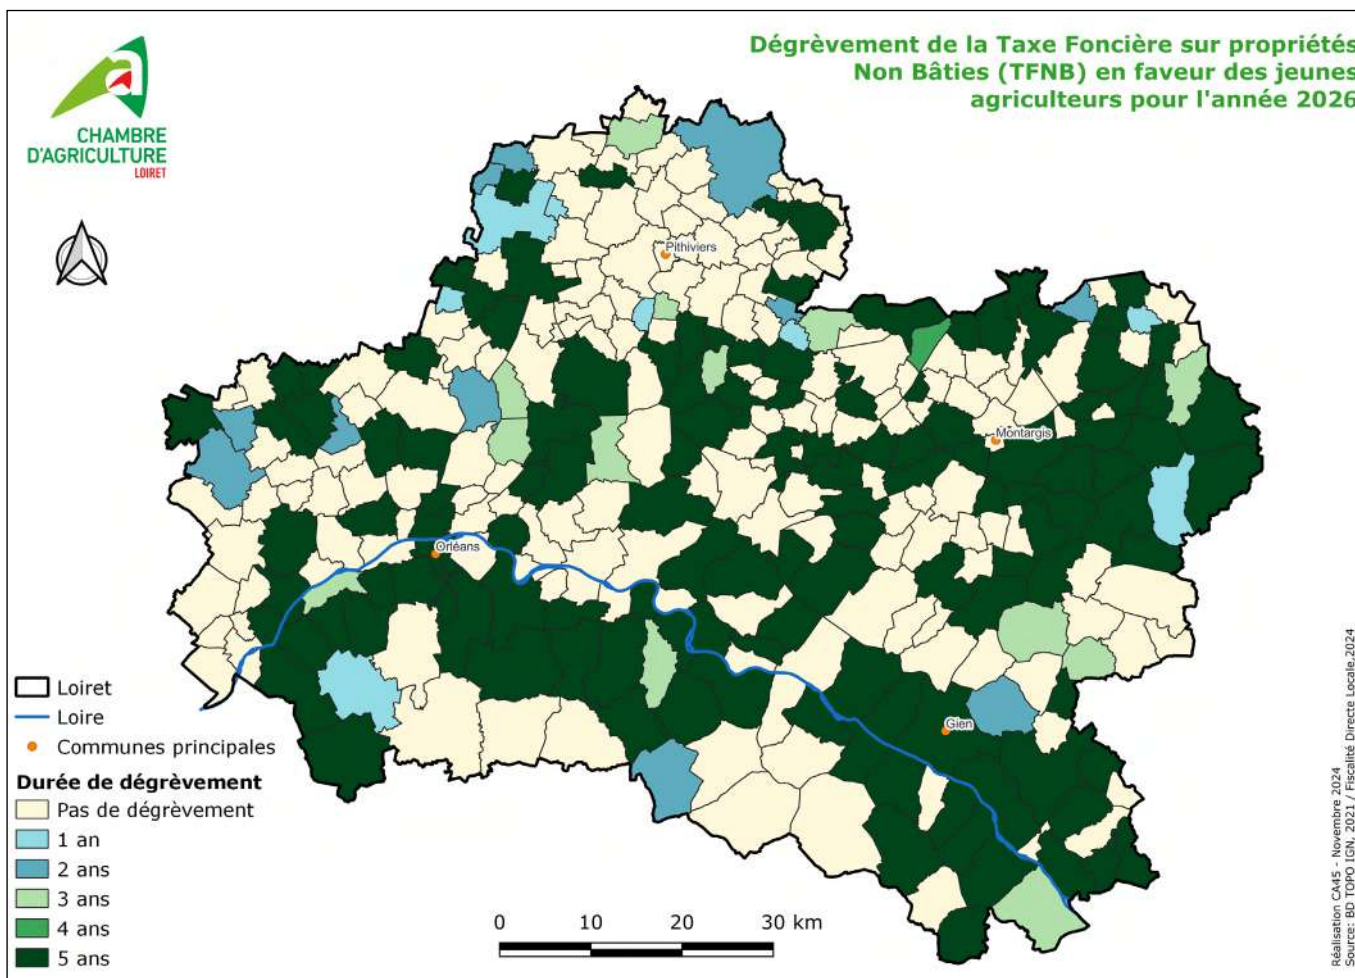 Dégrèvement de la Taxe Foncière sur propriétés
Non Bâties (TFNB) en faveur des jeunes
agriculteurs pour l'année 2026
CHAMBRE
D'AGRICULTURE
LOIRET
Pithiviers
Montargis
Orléans
Gien
Loiret
Loire
Communes principales
Durée de dégrèvement
Pas de dégrèvement
1 an
2 ans
3 ans
4 ans
5 ans
0 10 20 30 km
Réalisation CA45 - Novembre 2024
Source: BD TOPO IGN, 2021 / Fiscalité Directe Locale,2024